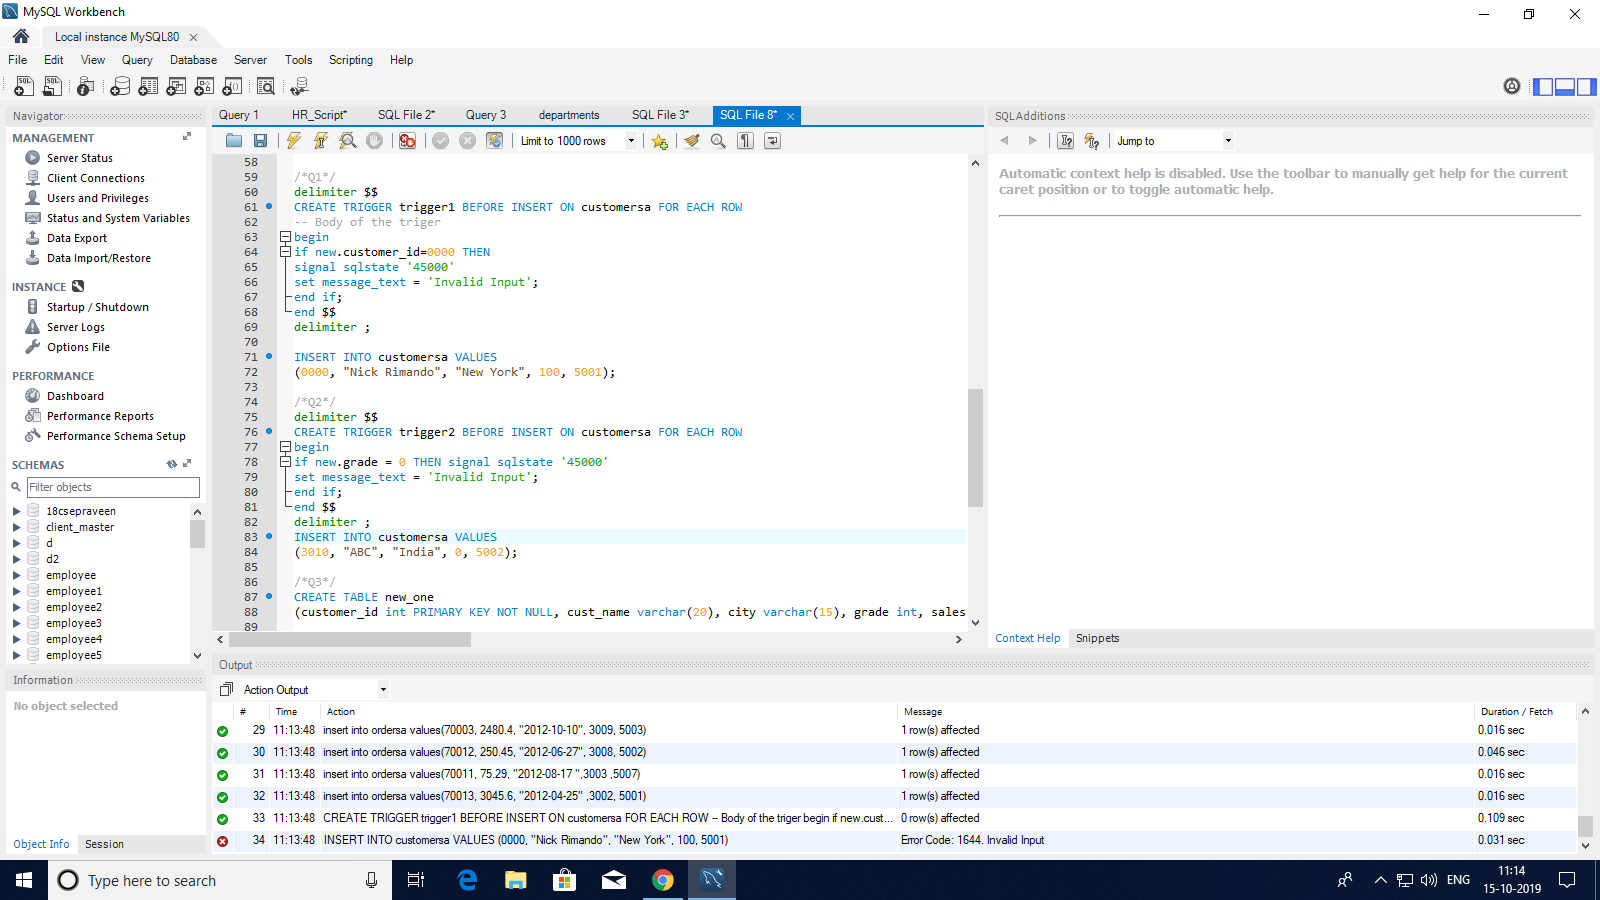 MySQL Workbench
Local instance MySQL80
File Edit View Query Database Server Tools Scripting Help
Navigator
MANAGEMENT
Server Status
Client Connections
Users and Privileges
Status and System Variables
Data Export
Data Import/Restore
INSTANCE
Startup / Shutdown
Server Logs
Options File
PERFORMANCE
Dashboard
Performance Reports
Performance Schema Setup
SCHEMAS
Filter objects
18csepraveen
client_master
d
d2
employee
employee1
employee2
employee3
employee4
employee5
Information
No object selected
Object Info Session
Query 1 HR_Script* SQL File 2* Query 3 departments SQL File 3* SQL File 8*
Limit to 1000 rows
58
59 /*Q1*/
60 delimiter $$
61 CREATE TRIGGER trigger1 BEFORE INSERT ON customersa FOR EACH ROW
62 -- Body of the triger
63 begin
64 if new.customer_id=0000 THEN
65 signal sqlstate '45000'
66 set message_text = 'Invalid Input';
67 end if;
68 end $$
69 delimiter ;
70
71 INSERT INTO customersa VALUES
72 (0000, "Nick Rimando", "New York", 100, 5001);
73
74 /*Q2*/
75 delimiter $$
76 CREATE TRIGGER trigger2 BEFORE INSERT ON customersa FOR EACH ROW
77 begin
78 if new.grade = 0 THEN signal sqlstate '45000'
79 set message_text = 'Invalid Input';
80 end if;
81 end $$
82 delimiter ;
83 INSERT INTO customersa VALUES
84 (3010, "ABC", "India", 0, 5002);
85
86 /*Q3*/
87 CREATE TABLE new_one
88 (customer_id int PRIMARY KEY NOT NULL, cust_name varchar(20), city varchar(15), grade int, sales
89
SQLAdditions
Jump to
Automatic context help is disabled. Use the toolbar to manually get help for the current
caret position or to toggle automatic help.
Context Help Snippets
Output
Action Output
# Time Action Message Duration / Fetch
29 11:13:48 insert into ordersa values(70003, 2480.4, "2012-10-10", 3009, 5003) 1 row(s) affected 0.016 sec
30 11:13:48 insert into ordersa values(70012, 250.45, "2012-06-27", 3008, 5002) 1 row(s) affected 0.046 sec
31 11:13:48 insert into ordersa values(70011, 75.29, "2012-08-17 ",3003 ,5007) 1 row(s) affected 0.016 sec
32 11:13:48 insert into ordersa values(70013, 3045.6, "2012-04-25" ,3002, 5001) 1 row(s) affected 0.016 sec
33 11:13:48 CREATE TRIGGER trigger1 BEFORE INSERT ON customersa FOR EACH ROW -- Body of the triger begin if new.cust... 0 row(s) affected 0.109 sec
34 11:13:48 INSERT INTO customersa VALUES (0000, "Nick Rimando", "New York", 100, 5001) Error Code: 1644. Invalid Input 0.031 sec
Type here to search
ENG
11:14
15-10-2019